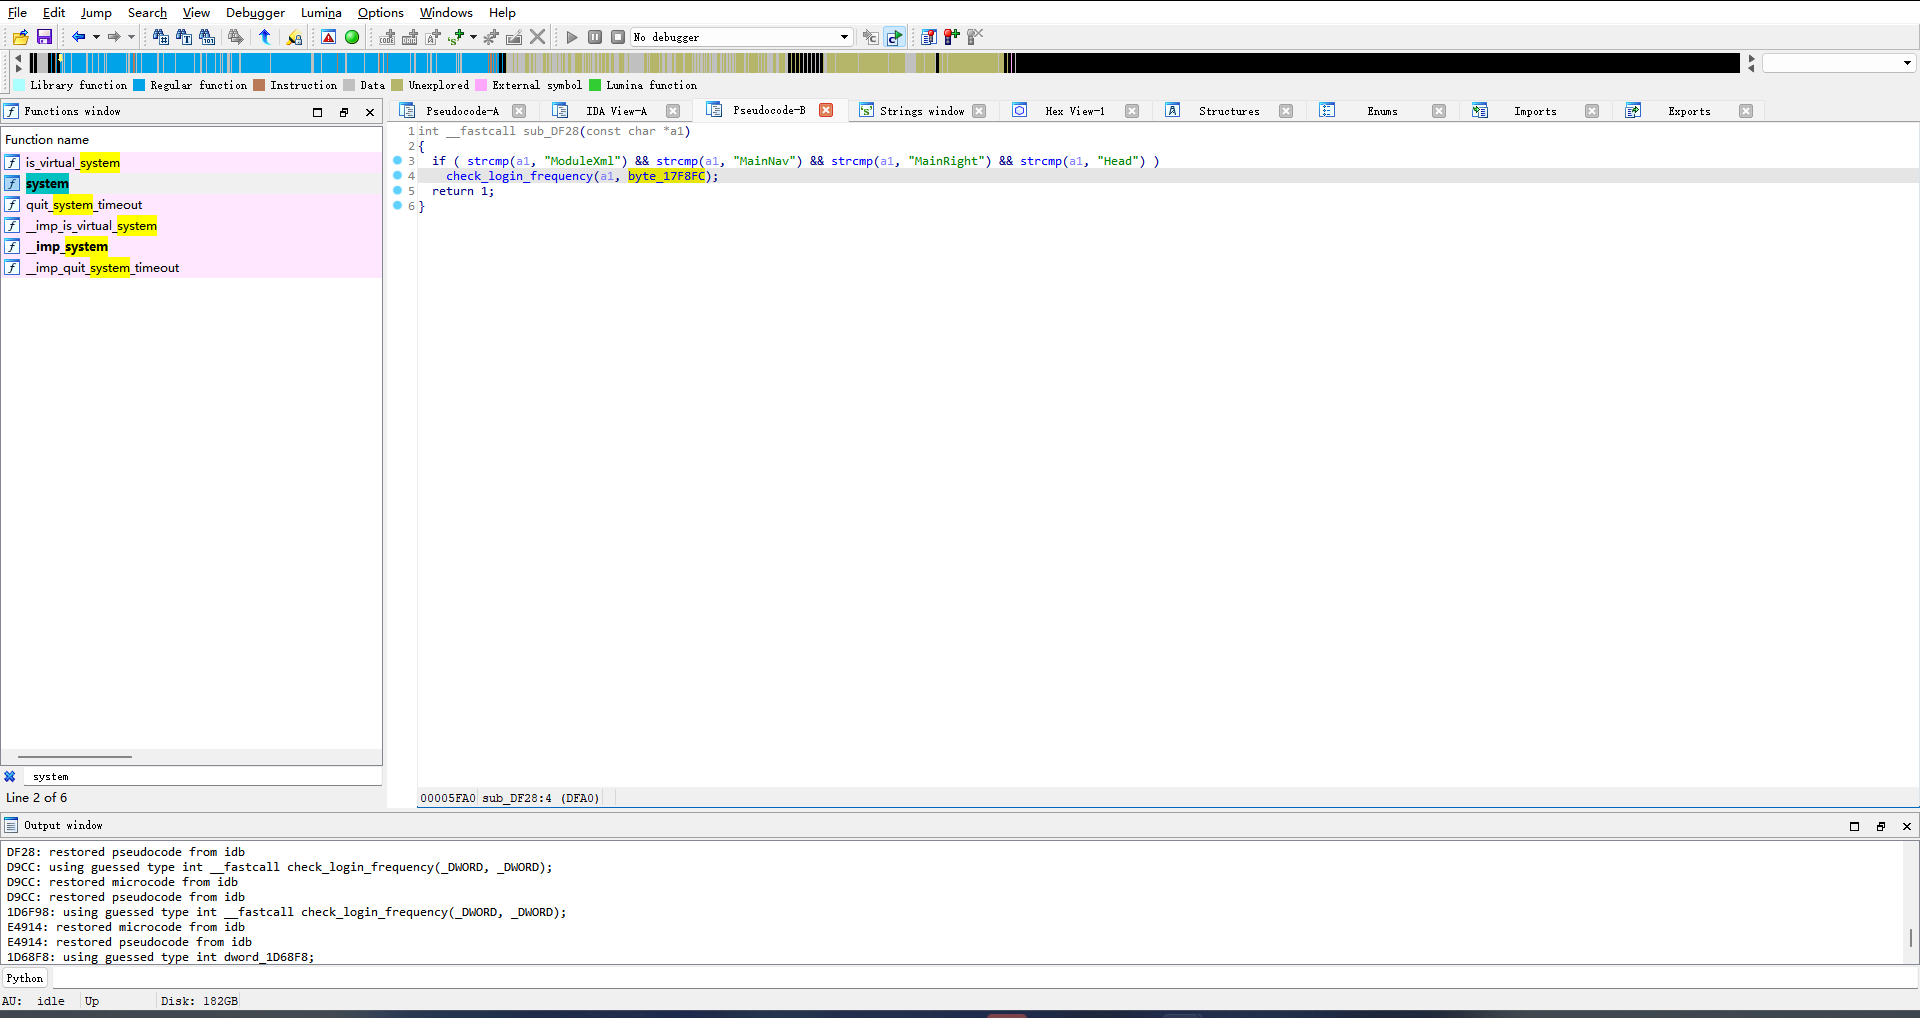 File Edit Jump Search View Debugger Lumina Options Windows Help
No debugger
Library function Regular function Instruction Data Unexplored External symbol Lumina function
Functions window
Pseudocode-A IDA View-A Pseudocode-B Strings window Hex View-1 Structures Enums Imports Exports
Function name
is_virtual_system
system
quit_system_timeout
__imp_is_virtual_system
__imp_system
__imp_quit_system_timeout
system
Line 2 of 6
1 int __fastcall sub_DF28(const char *a1)
2 {
3 if ( strcmp(a1, "ModuleXml") && strcmp(a1, "MainNav") && strcmp(a1, "MainRight") && strcmp(a1, "Head") )
4 check_login_frequency(a1, byte_17F8FC);
5 return 1;
6 }
00005FA0 sub_DF28:4 (DFA0)
Output window
DF28: restored pseudocode from idb
D9CC: using guessed type int __fastcall check_login_frequency(_DWORD, _DWORD);
D9CC: restored microcode from idb
D9CC: restored pseudocode from idb
1D6F98: using guessed type int __fastcall check_login_frequency(_DWORD, _DWORD);
E4914: restored microcode from idb
E4914: restored pseudocode from idb
1D68F8: using guessed type int dword_1D68F8;
Python
AU: idle Up Disk: 182GB